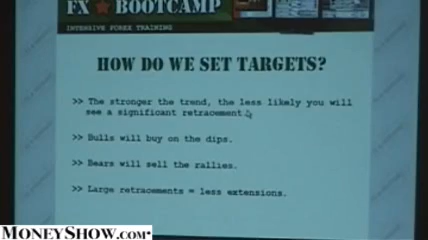 FX ★ BOOTCAMP
INTENSIVE FOREX TRAINING
HOW DO WE SET TARGETS?
>> The stronger the trend, the less likely you will
see a significant retracement.
>> Bulls will buy on the dips.
>> Bears will sell the rallies.
>> Large retracements = less extensions.
MONEYSHOW.com